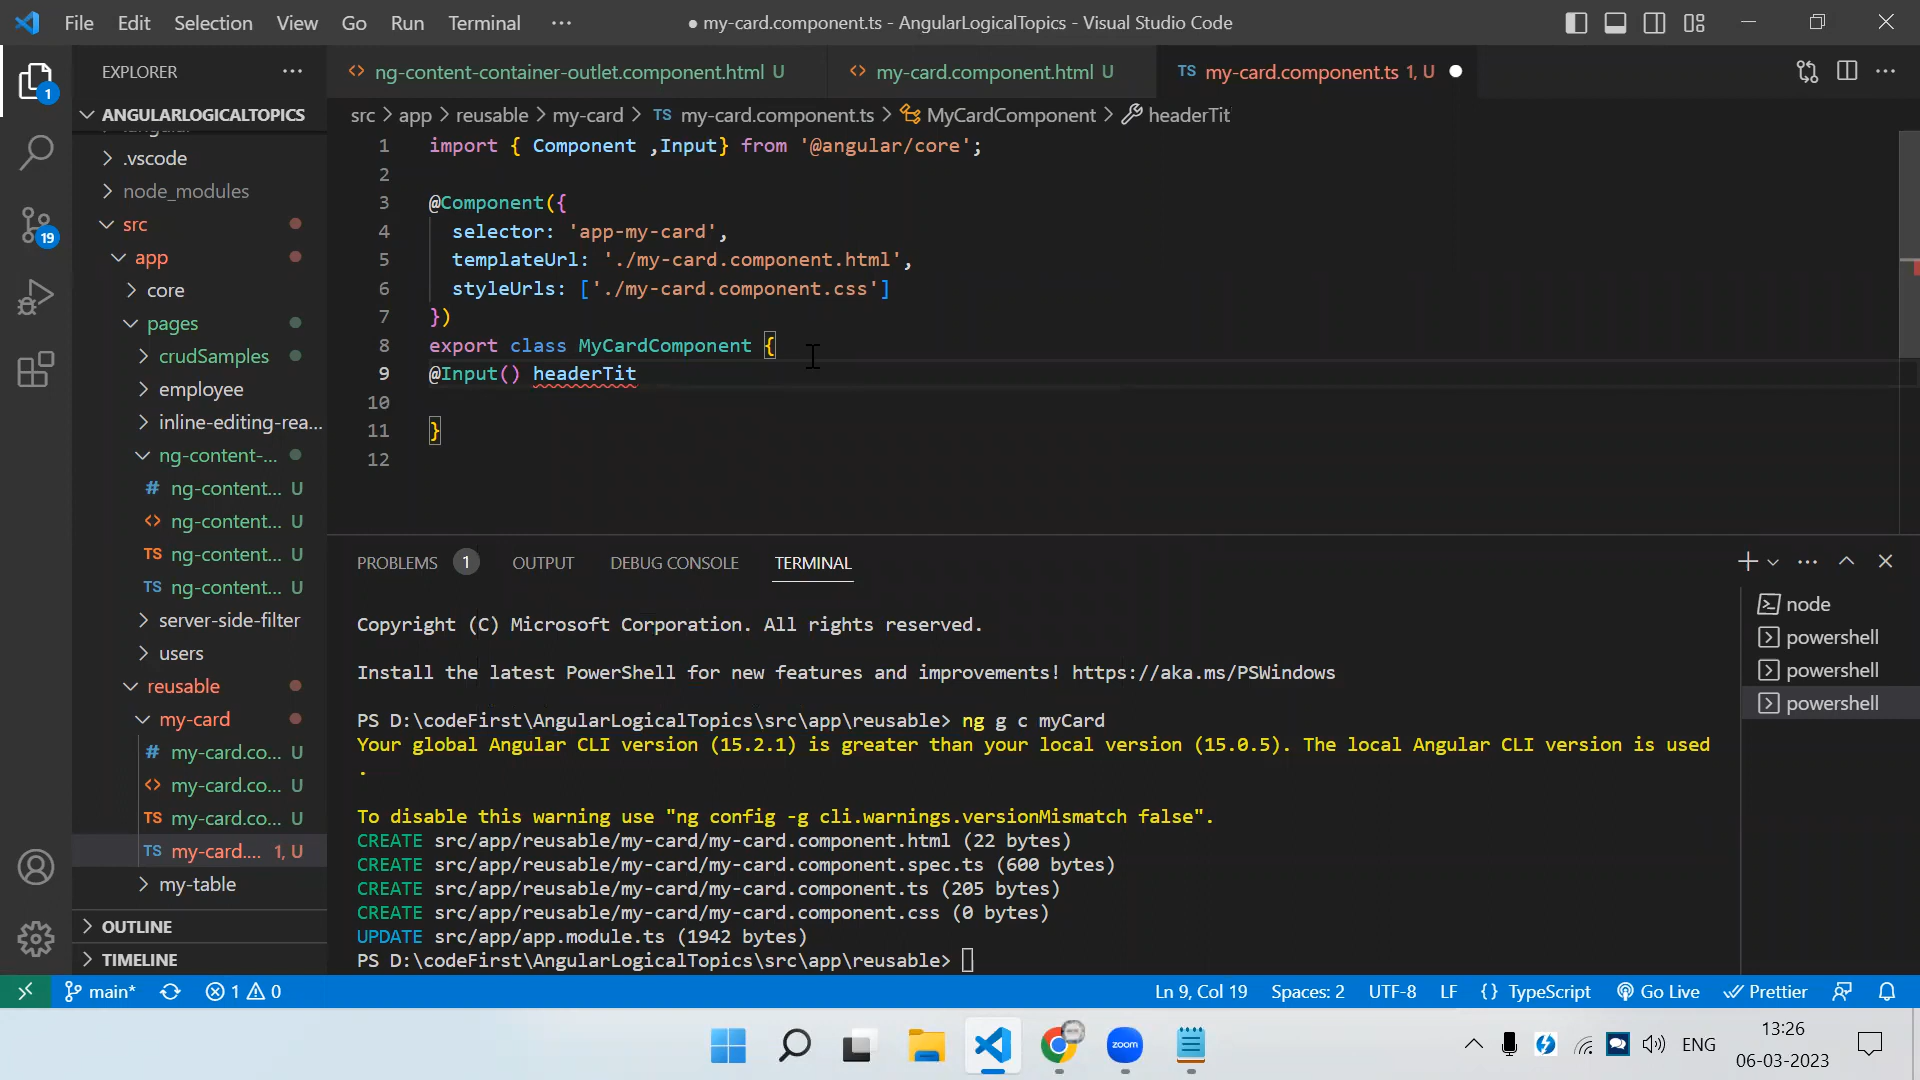 File Edit Selection View Go Run Terminal ···
● my-card.component.ts - AngularLogicalTopics - Visual Studio Code
EXPLORER ···
1
19
ANGULARLOGICALTOPICS
.vscode
node_modules
src
app
core
pages
crudSamples
employee
inline-editing-rea...
ng-content-...
# ng-content... U
<> ng-content... U
TS ng-content... U
TS ng-content... U
server-side-filter
users
reusable
my-card
# my-card.co... U
<> my-card.co... U
TS my-card.co... U
TS my-card.... 1, U
my-table
OUTLINE
TIMELINE
<> ng-content-container-outlet.component.html U
<> my-card.component.html U
TS my-card.component.ts 1, U
src > app > reusable > my-card > TS my-card.component.ts > MyCardComponent > headerTit
1 import { Component ,Input} from '@angular/core';
2
3 @Component({
4 selector: 'app-my-card',
5 templateUrl: './my-card.component.html',
6 styleUrls: ['./my-card.component.css']
7 })
8 export class MyCardComponent {
9 @Input() headerTit
10
11 }
12
PROBLEMS 1 OUTPUT DEBUG CONSOLE TERMINAL
Copyright (C) Microsoft Corporation. All rights reserved.
Install the latest PowerShell for new features and improvements! https://aka.ms/PSWindows
PS D:\codeFirst\AngularLogicalTopics\src\app\reusable> ng g c myCard
Your global Angular CLI version (15.2.1) is greater than your local version (15.0.5). The local Angular CLI version is used
.
To disable this warning use "ng config -g cli.warnings.versionMismatch false".
CREATE src/app/reusable/my-card/my-card.component.html (22 bytes)
CREATE src/app/reusable/my-card/my-card.component.spec.ts (600 bytes)
CREATE src/app/reusable/my-card/my-card.component.ts (205 bytes)
CREATE src/app/reusable/my-card/my-card.component.css (0 bytes)
UPDATE src/app/app.module.ts (1942 bytes)
PS D:\codeFirst\AngularLogicalTopics\src\app\reusable>
node
powershell
powershell
powershell
main* 1 0
Ln 9, Col 19 Spaces: 2 UTF-8 LF {} TypeScript Go Live Prettier
zoom
ENG
13:26
06-03-2023